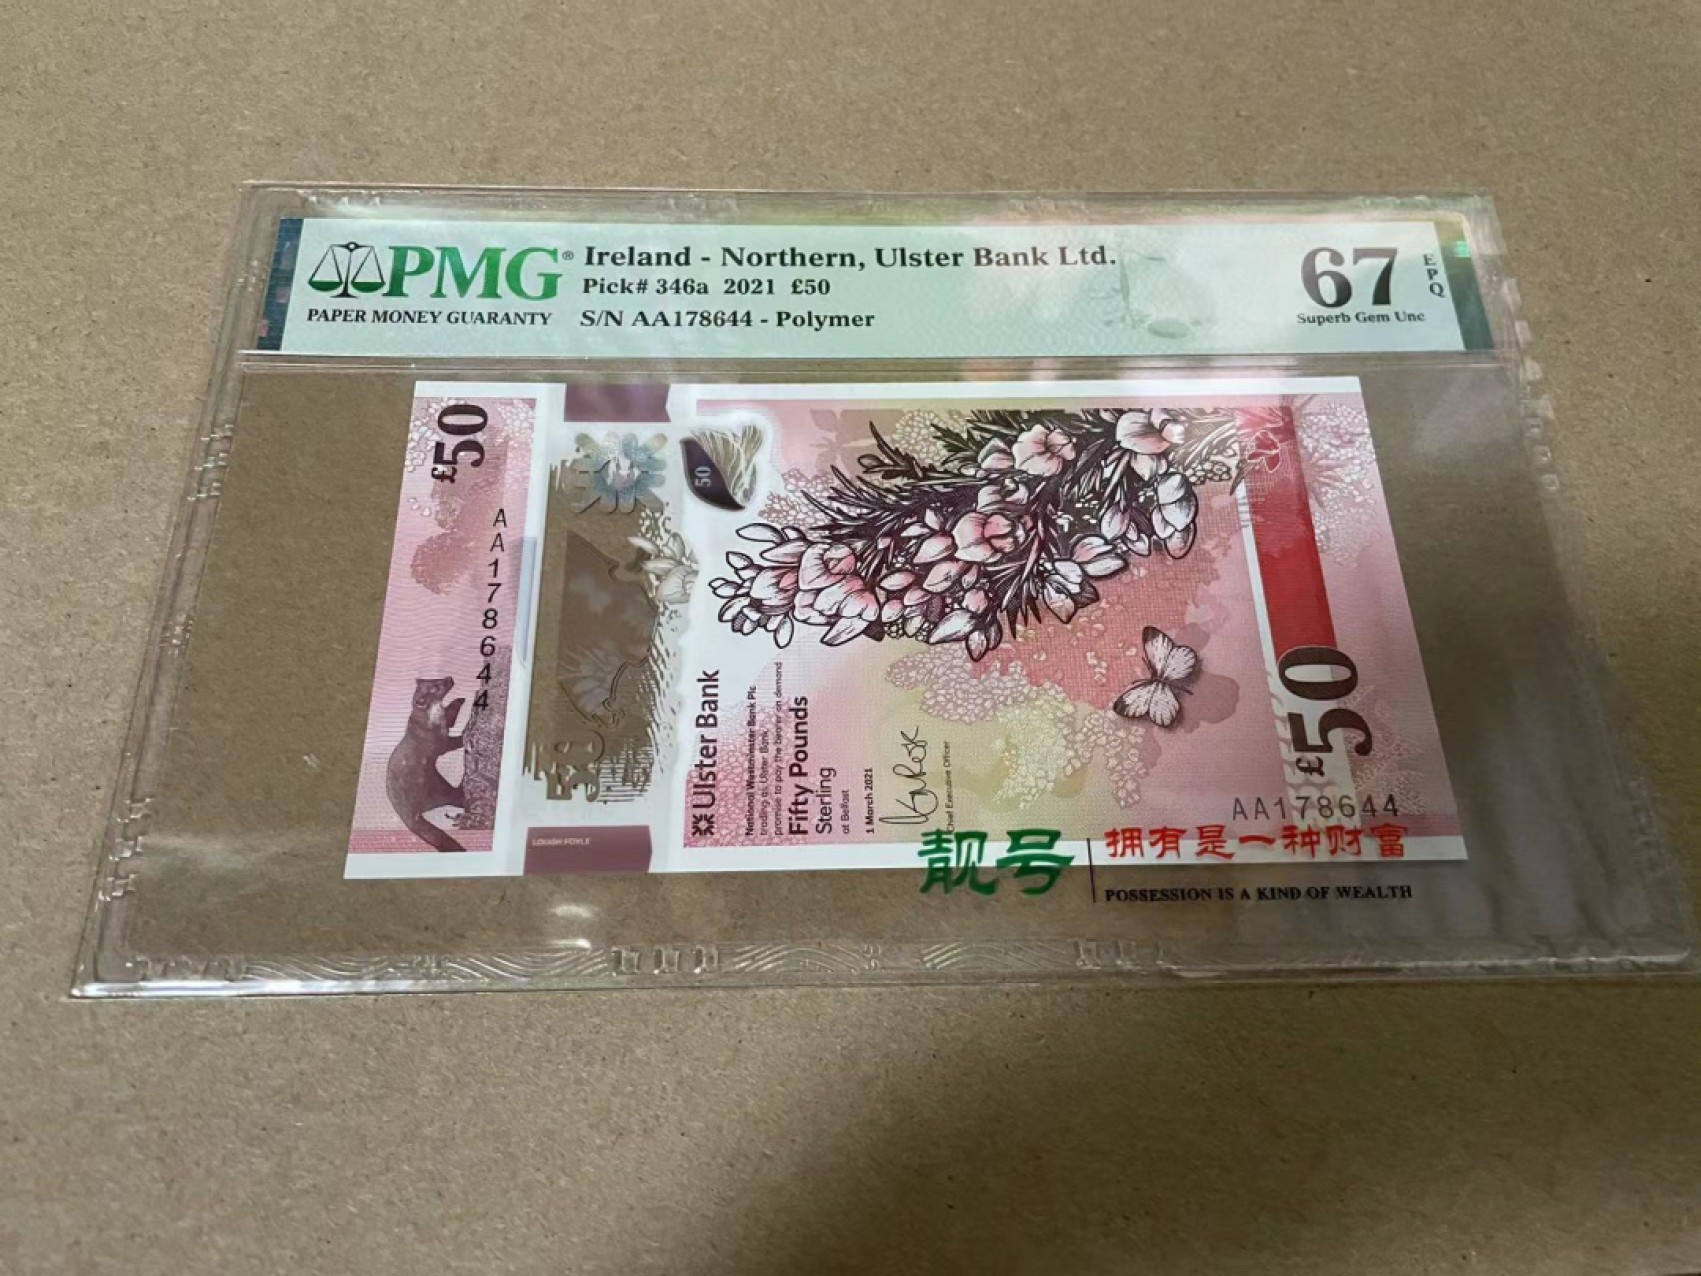 PMG®
PAPER MONEY GUARANTY
Ireland - Northern, Ulster Bank Ltd.
Pick# 346a 2021 £50
S/N AA178644 - Polymer
67
EPQ
Superb Gem Unc
£50
AA178644
50
LOUGH FOYLE
Ulster Bank
National Westminster Bank Plc
trading as Ulster Bank
promise to pay the bearer on demand
Fifty Pounds
Sterling
at Belfast
1 March 2021
Chief Executive Officer
£50
AA178644
靓号
拥有是一种财富
POSSESSION IS A KIND OF WEALTH